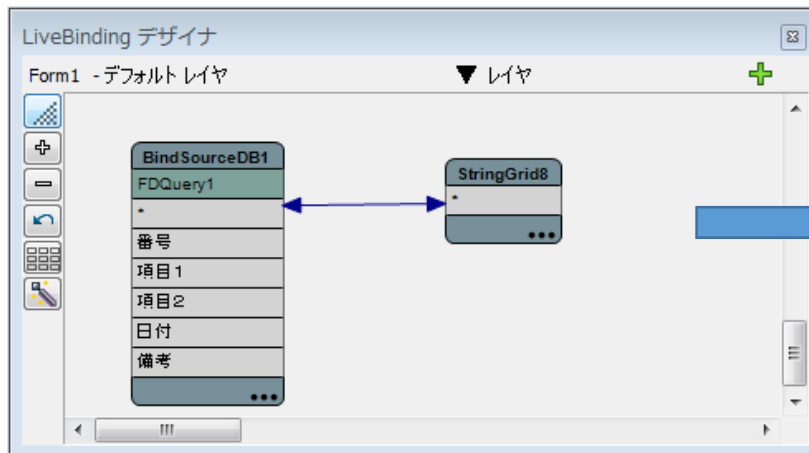 LiveBinding デザイナ
Form1 - デフォルト レイヤ ▼ レイヤ
BindSourceDB1
FDQuery1
*
番号
項目1
項目2
日付
備考
StringGrid8
*